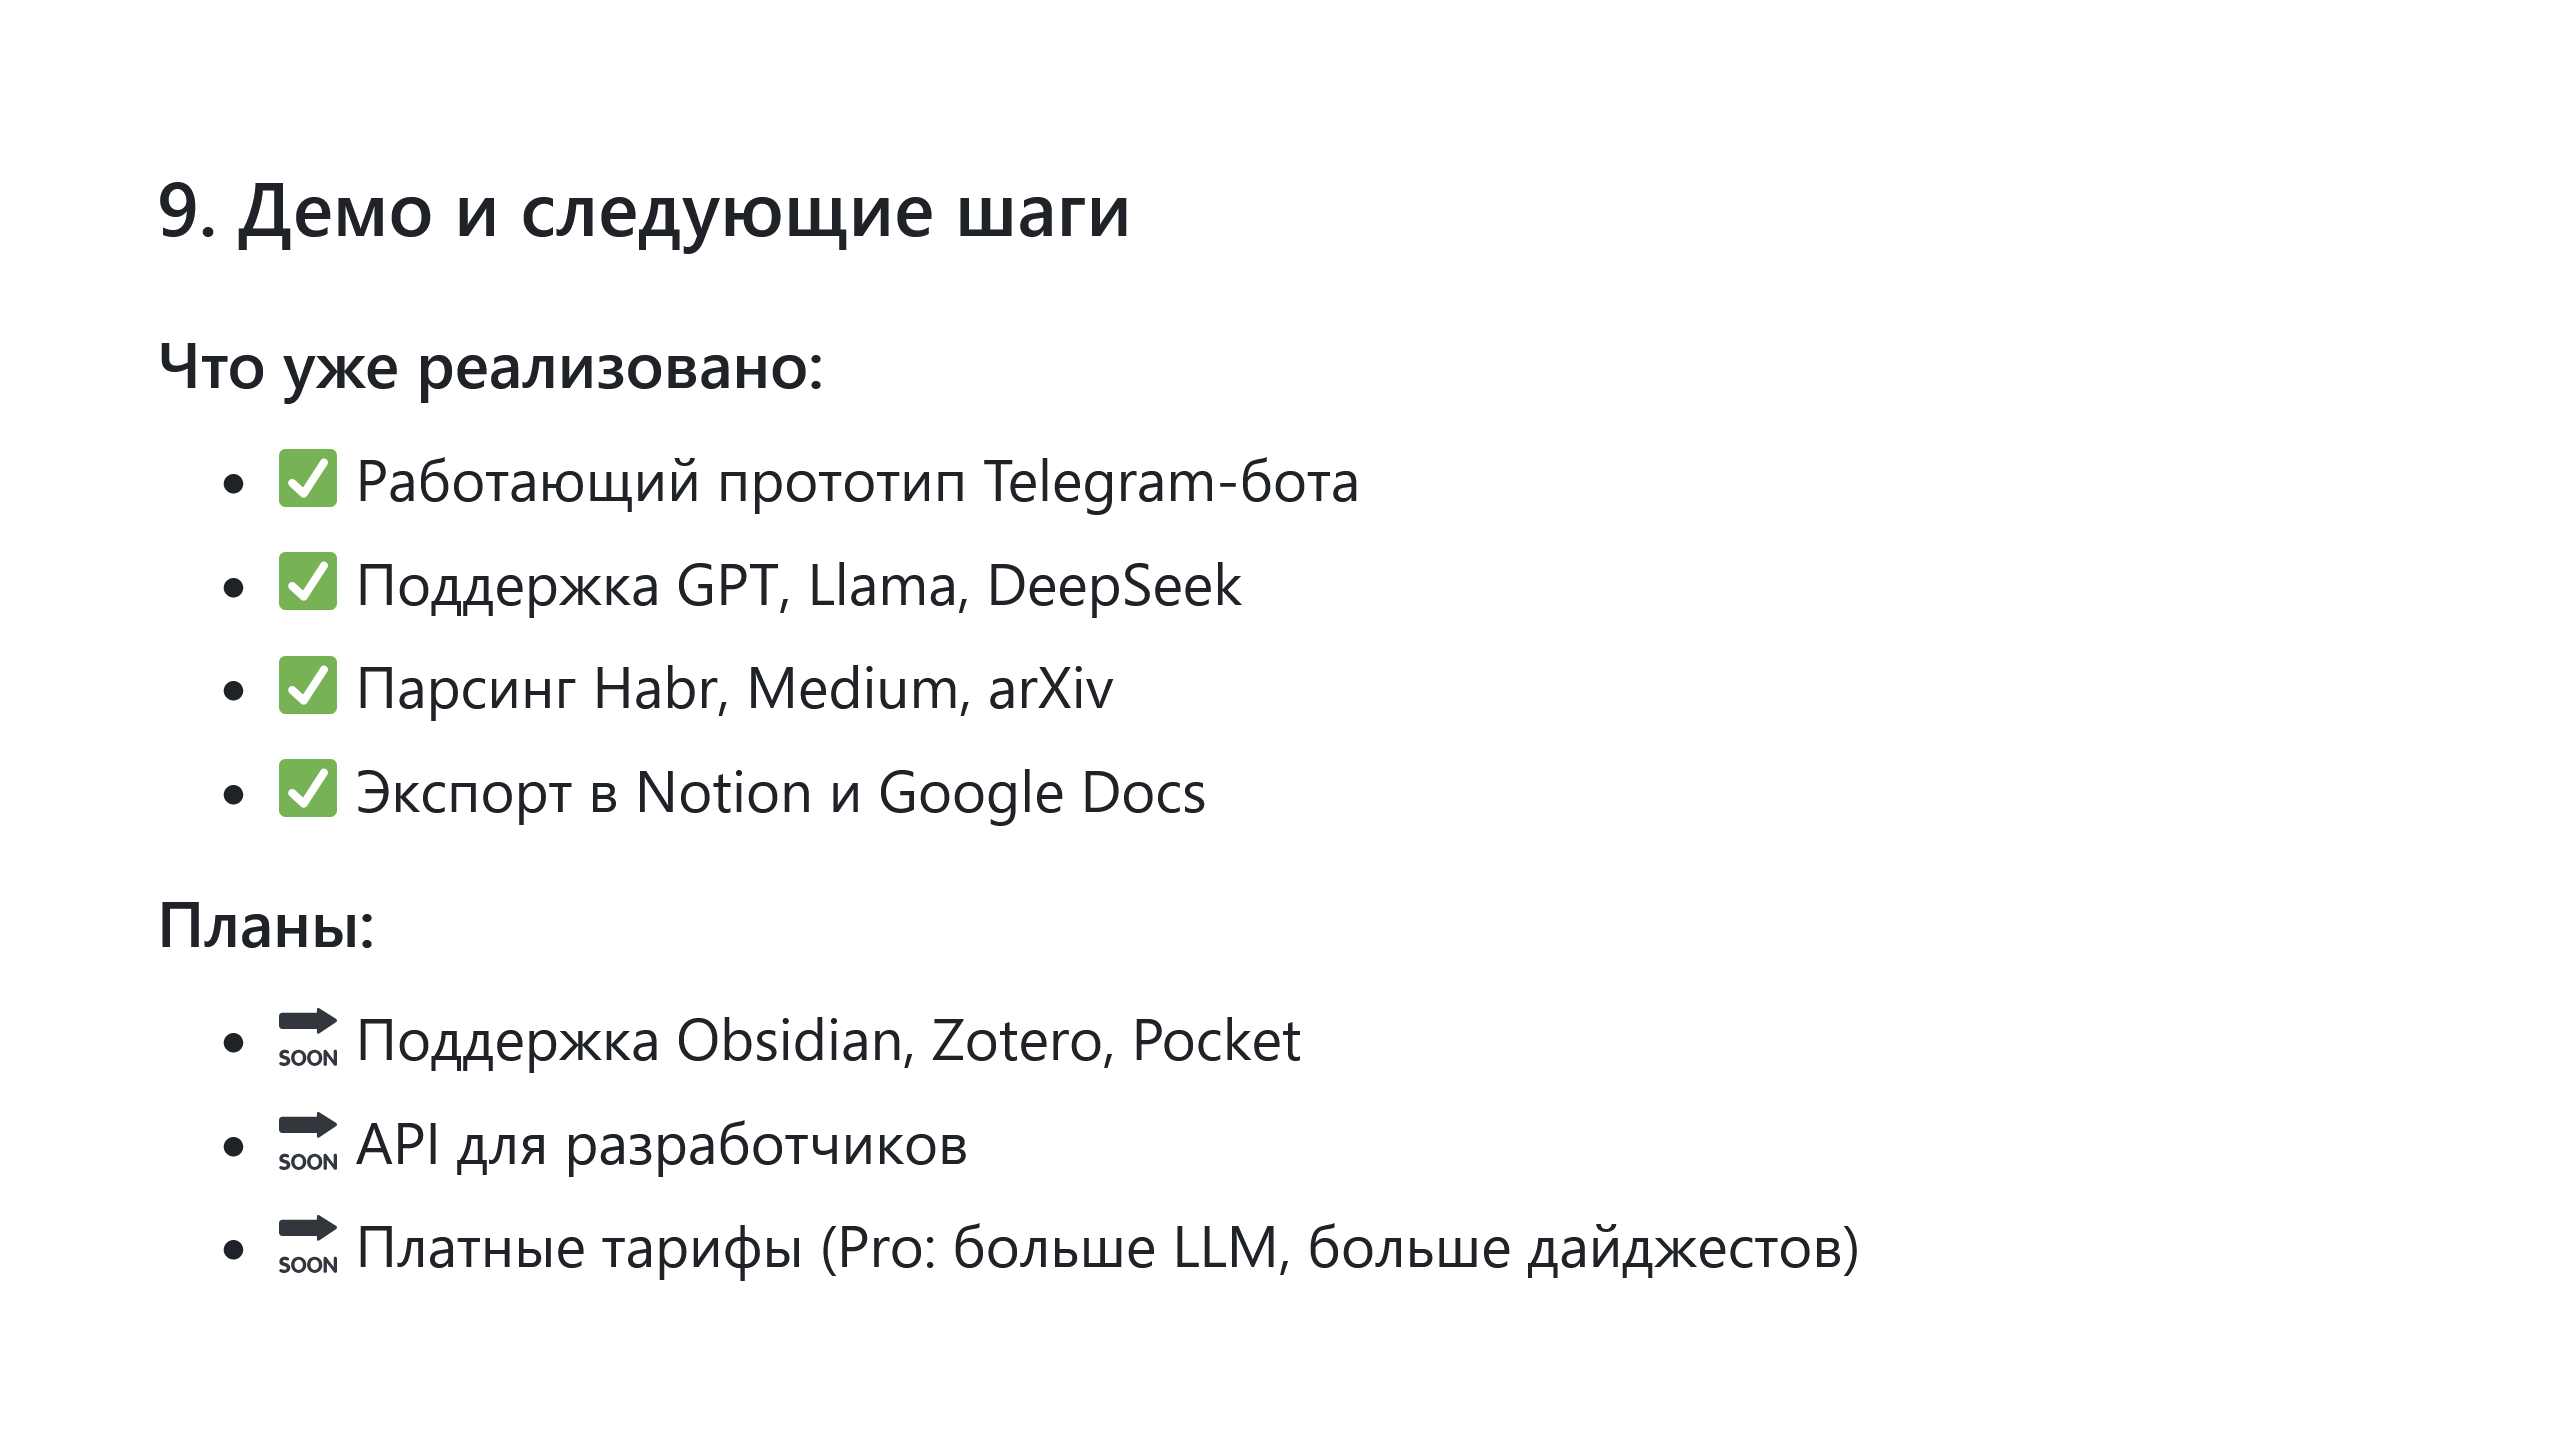 9. Демо и следующие шаги
Что уже реализовано:
• ✅ Работающий прототип Telegram-бота
• ✅ Поддержка GPT, Llama, DeepSeek
• ✅ Парсинг Habr, Medium, arXiv
• ✅ Экспорт в Notion и Google Docs
Планы:
• 🔜 Поддержка Obsidian, Zotero, Pocket
• 🔜 API для разработчиков
• 🔜 Платные тарифы (Pro: больше LLM, больше дайджестов)